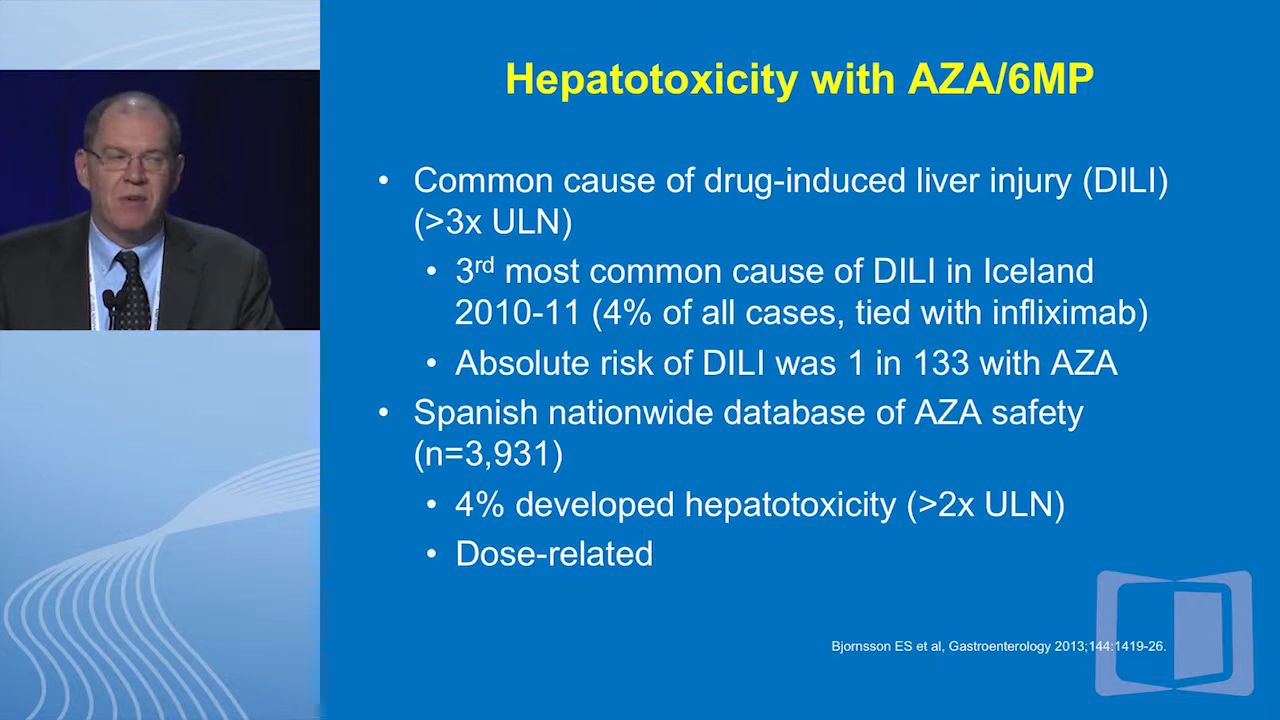 Hepatotoxicity with AZA/6MP
• Common cause of drug-induced liver injury (DILI)
(>3x ULN)
• 3rd most common cause of DILI in Iceland
2010-11 (4% of all cases, tied with infliximab)
• Absolute risk of DILI was 1 in 133 with AZA
• Spanish nationwide database of AZA safety
(n=3,931)
• 4% developed hepatotoxicity (>2x ULN)
• Dose-related
Bjornsson ES et al, Gastroenterology 2013;144:1419-26.